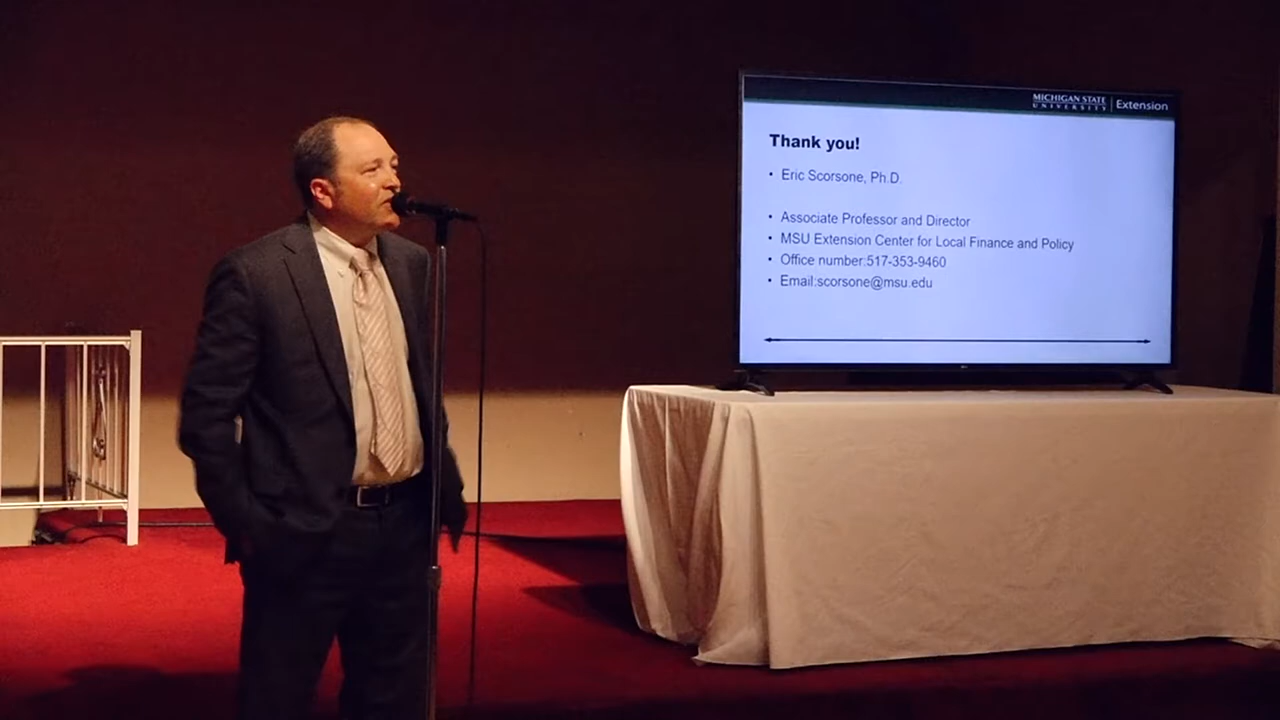 MICHIGAN STATE
UNIVERSITY
Extension
Thank you!
• Eric Scorsone, Ph.D.
• Associate Professor and Director
• MSU Extension Center for Local Finance and Policy
• Office number:517-353-9460
• Email:scorsone@msu.edu